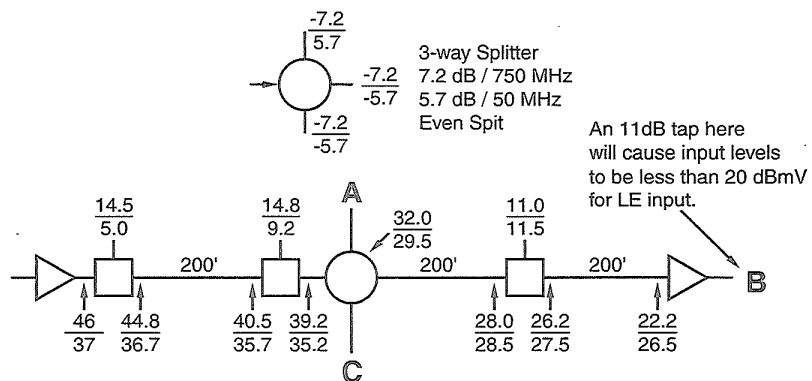 -7.2
5.7
-7.2
-5.7
-7.2
-5.7
3-way Splitter
7.2 dB / 750 MHz
5.7 dB / 50 MHz
Even Spit
An 11dB tap here
will cause input levels
to be less than 20 dBmV
for LE input.
14.5
5.0
14.8
9.2
A
32.0
29.5
11.0
11.5
200'
200'
200'
B
46
37
44.8
36.7
40.5
35.7
39.2
35.2
C
28.0
28.5
26.2
27.5
22.2
26.5